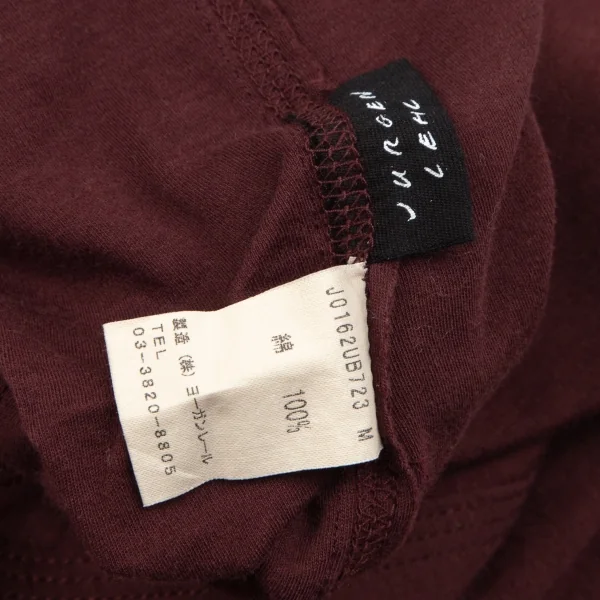 JURGEN
LEHL
J0162UB723 M
綿 100%
製造 (株) ヨーガンレール
TEL
03-3820-8805